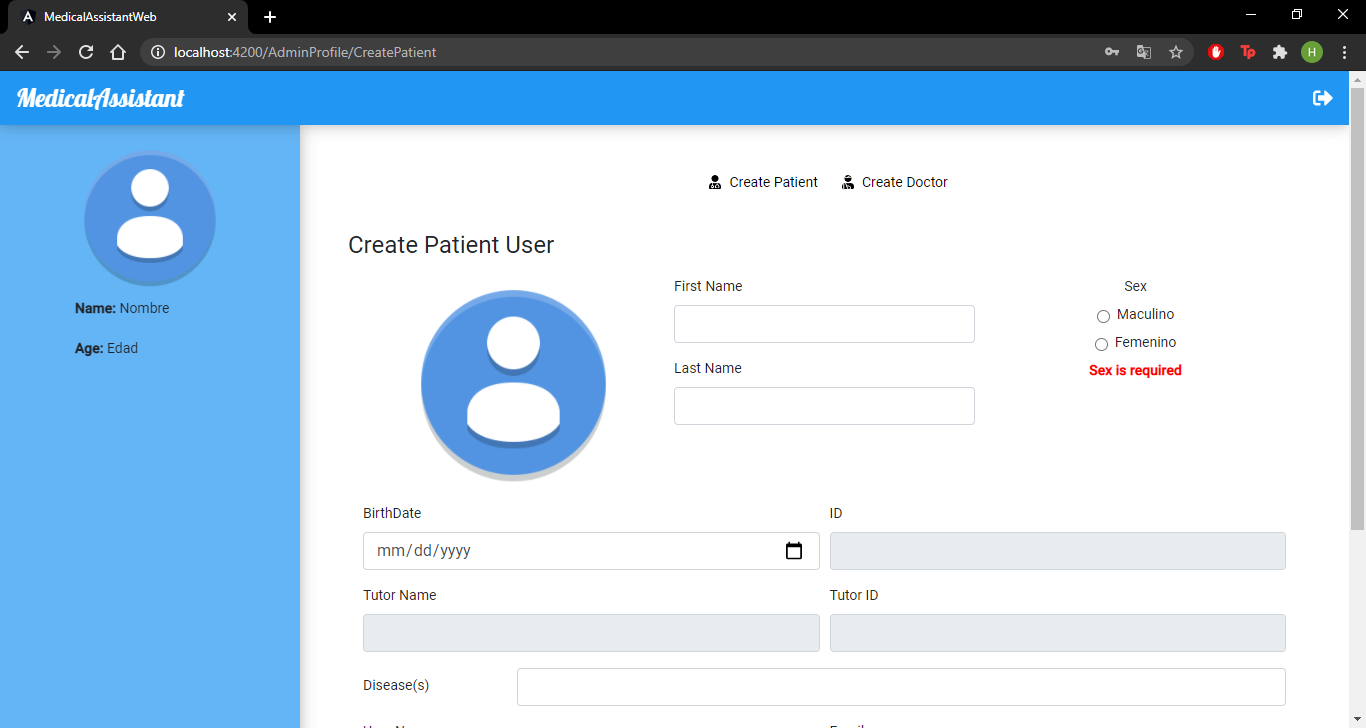 MedicalAssistantWeb
localhost:4200/AdminProfile/CreatePatient
H
MedicalAssistant
Name: Nombre
Age: Edad
Create Patient Create Doctor
Create Patient User
First Name
Last Name
Sex
Maculino
Femenino
Sex is required
BirthDate
mm/dd/yyyy
ID
Tutor Name
Tutor ID
Disease(s)